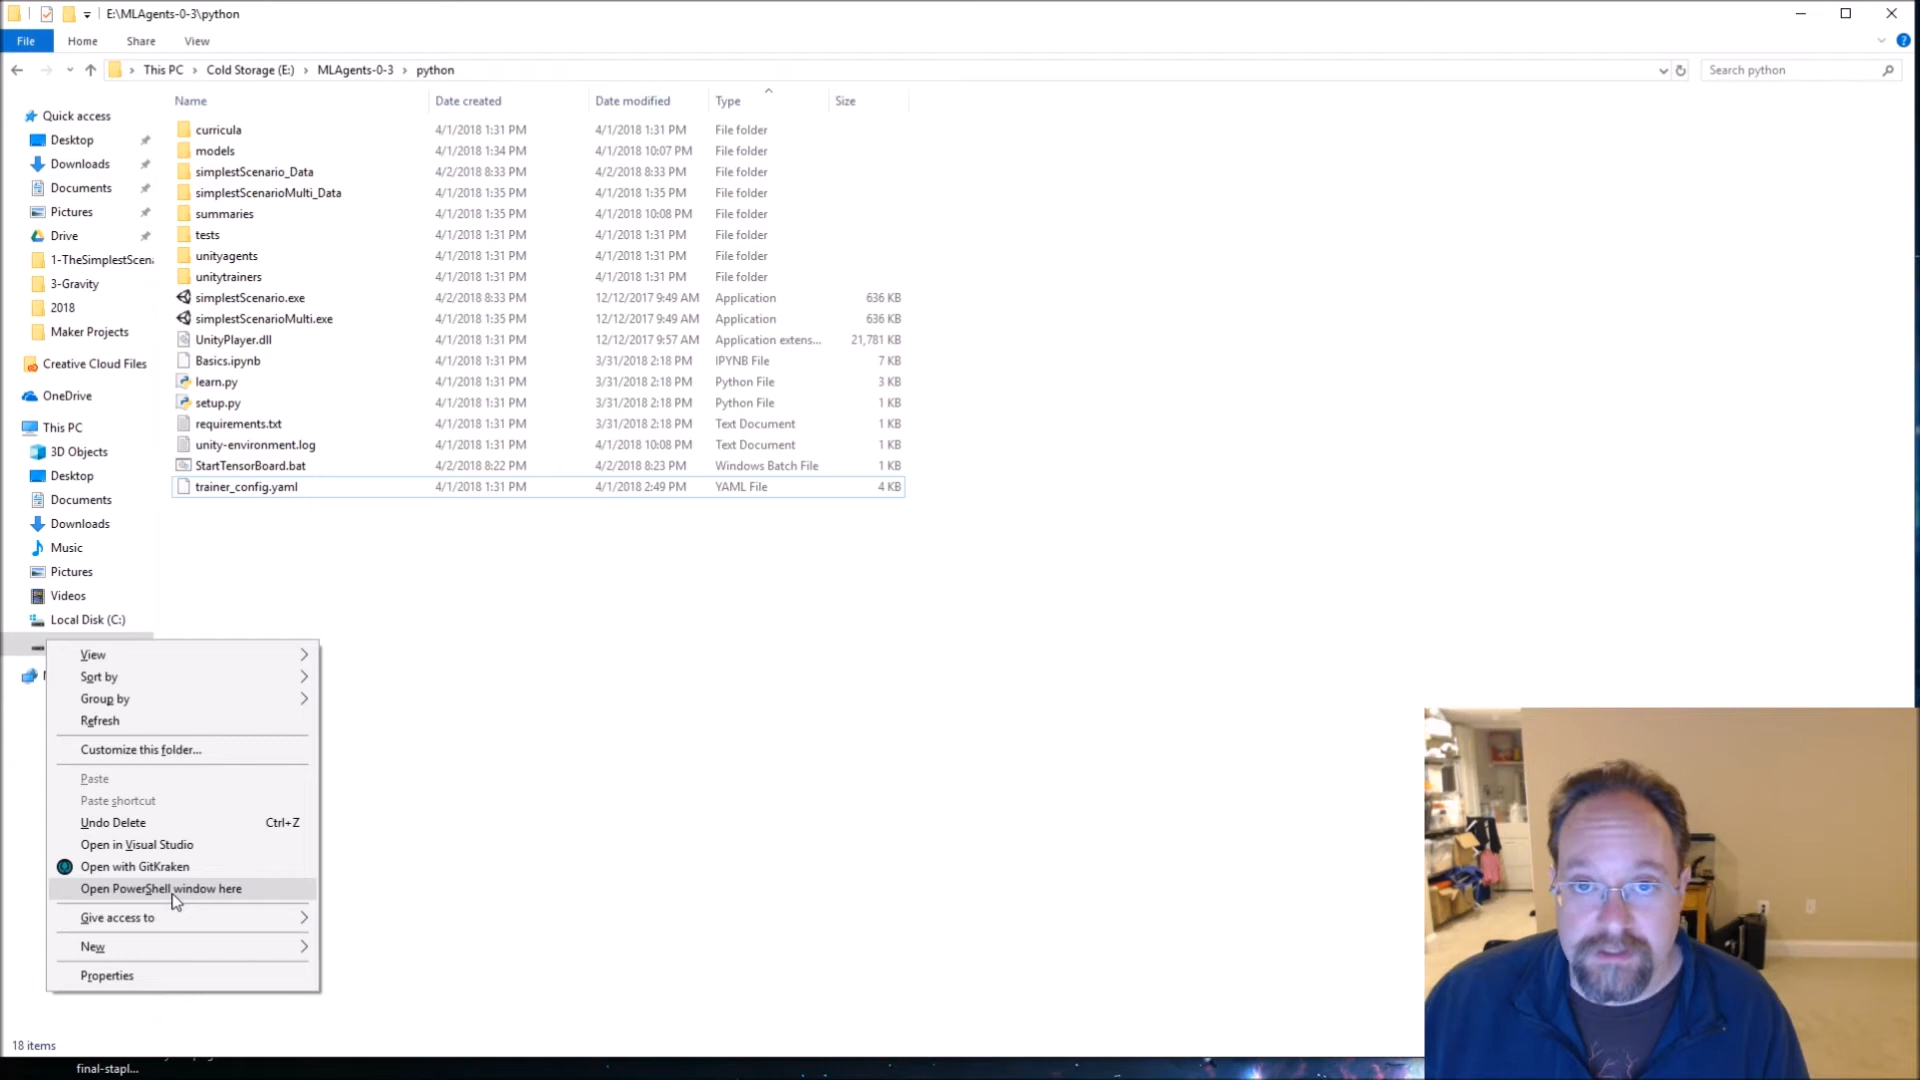 E:\MLAgents-0-3\python
File Home Share View
This PC Cold Storage (E:) MLAgents-0-3 python
Search python
Name Date created Date modified Type Size
Quick access
Desktop
Downloads
Documents
Pictures
Drive
1-TheSimplestScen
3-Gravity
2018
Maker Projects
Creative Cloud Files
OneDrive
This PC
3D Objects
Desktop
Documents
Downloads
Music
Pictures
Videos
Local Disk (C:)
curricula 4/1/2018 1:31 PM 4/1/2018 1:31 PM File folder
models 4/1/2018 1:34 PM 4/1/2018 10:07 PM File folder
simplestScenario_Data 4/2/2018 8:33 PM 4/2/2018 8:33 PM File folder
simplestScenarioMulti_Data 4/1/2018 1:35 PM 4/1/2018 1:35 PM File folder
summaries 4/1/2018 1:35 PM 4/1/2018 10:08 PM File folder
tests 4/1/2018 1:31 PM 4/1/2018 1:31 PM File folder
unityagents 4/1/2018 1:31 PM 4/1/2018 1:31 PM File folder
unitytrainers 4/1/2018 1:31 PM 4/1/2018 1:31 PM File folder
simplestScenario.exe 4/2/2018 8:33 PM 12/12/2017 9:49 AM Application 636 KB
simplestScenarioMulti.exe 4/1/2018 1:35 PM 12/12/2017 9:49 AM Application 636 KB
UnityPlayer.dll 4/1/2018 1:31 PM 12/12/2017 9:57 AM Application extens... 21,781 KB
Basics.ipynb 4/1/2018 1:31 PM 3/31/2018 2:18 PM IPYNB File 7 KB
learn.py 4/1/2018 1:31 PM 3/31/2018 2:18 PM Python File 3 KB
setup.py 4/1/2018 1:31 PM 3/31/2018 2:18 PM Python File 1 KB
requirements.txt 4/1/2018 1:31 PM 3/31/2018 2:18 PM Text Document 1 KB
unity-environment.log 4/1/2018 1:31 PM 4/1/2018 10:08 PM Text Document 1 KB
StartTensorBoard.bat 4/2/2018 8:22 PM 4/2/2018 8:23 PM Windows Batch File 1 KB
trainer_config.yaml 4/1/2018 1:31 PM 4/1/2018 2:49 PM YAML File 4 KB
View
Sort by
Group by
Refresh
Customize this folder...
Paste
Paste shortcut
Undo Delete Ctrl+Z
Open in Visual Studio
Open with GitKraken
Open PowerShell window here
Give access to
New
Properties
18 items
final-stapl...